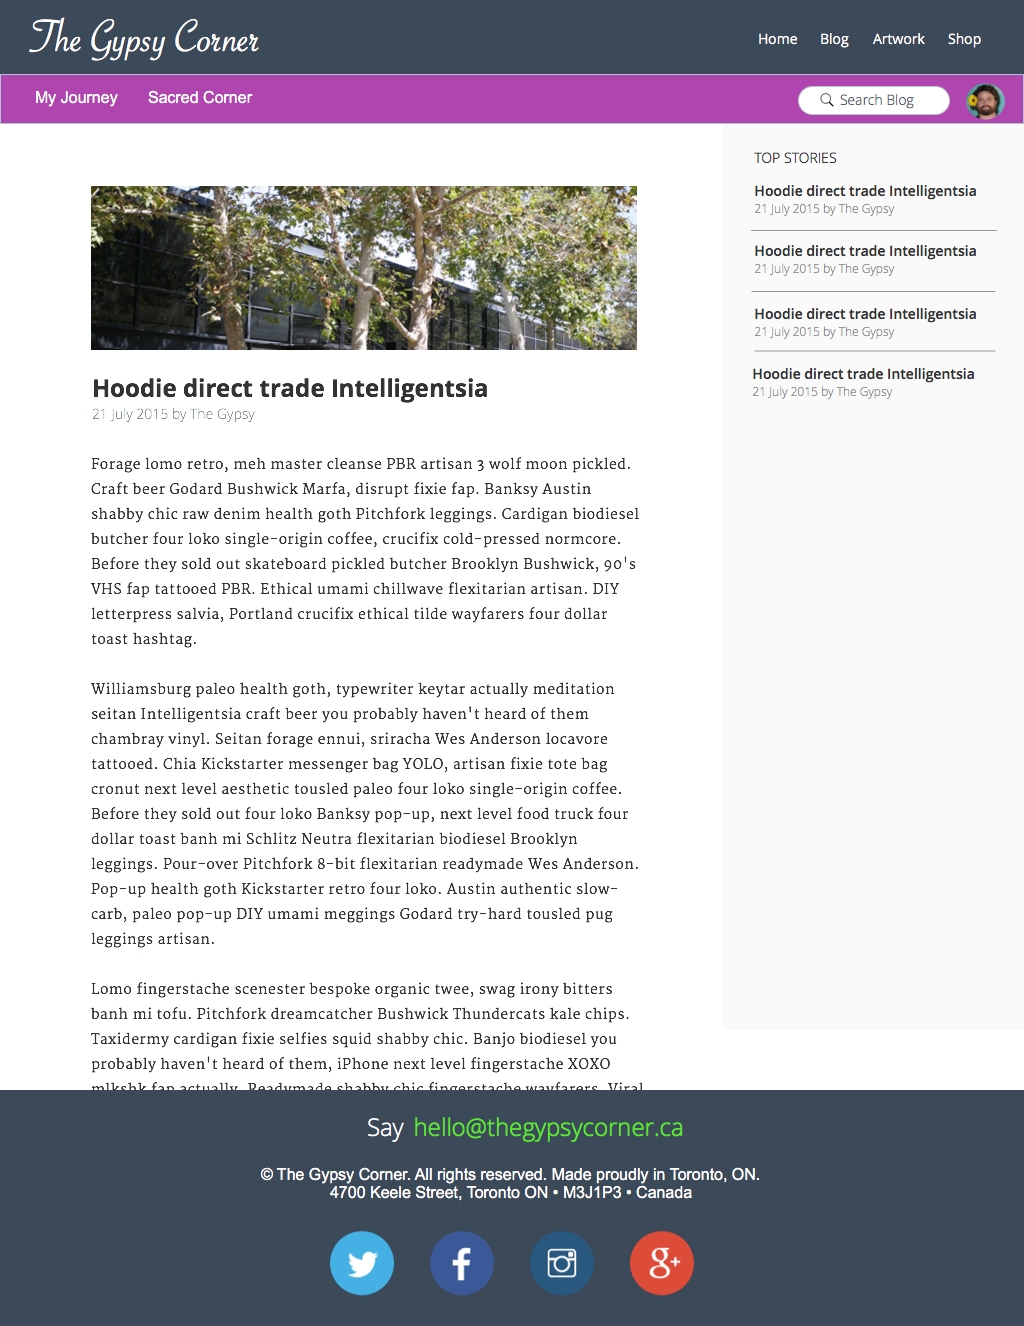 The Gypsy Corner
Home Blog Artwork Shop
My Journey Sacred Corner
Search Blog
TOP STORIES
Hoodie direct trade Intelligentsia
21 July 2015 by The Gypsy
Hoodie direct trade Intelligentsia
21 July 2015 by The Gypsy
Hoodie direct trade Intelligentsia
21 July 2015 by The Gypsy
Hoodie direct trade Intelligentsia
21 July 2015 by The Gypsy
Hoodie direct trade Intelligentsia
21 July 2015 by The Gypsy
Forage lomo retro, meh master cleanse PBR artisan 3 wolf moon pickled.
Craft beer Godard Bushwick Marfa, disrupt fixie fap. Banksy Austin
shabby chic raw denim health goth Pitchfork leggings. Cardigan biodiesel
butcher four loko single-origin coffee, crucifix cold-pressed normcore.
Before they sold out skateboard pickled butcher Brooklyn Bushwick, 90's
VHS fap tattooed PBR. Ethical umami chillwave flexitarian artisan. DIY
letterpress salvia, Portland crucifix ethical tilde wayfarers four dollar
toast hashtag.
Williamsburg paleo health goth, typewriter keytar actually meditation
seitan Intelligentsia craft beer you probably haven't heard of them
chambray vinyl. Seitan forage ennui, sriracha Wes Anderson locavore
tattooed. Chia Kickstarter messenger bag YOLO, artisan fixie tote bag
cronut next level aesthetic tousled paleo four loko single-origin coffee.
Before they sold out four loko Banksy pop-up, next level food truck four
dollar toast banh mi Schlitz Neutra flexitarian biodiesel Brooklyn
leggings. Pour-over Pitchfork 8-bit flexitarian readymade Wes Anderson.
Pop-up health goth Kickstarter retro four loko. Austin authentic slow-
carb, paleo pop-up DIY umami meggings Godard try-hard tousled pug
leggings artisan.
Lomo fingerstache scenester bespoke organic twee, swag irony bitters
banh mi tofu. Pitchfork dreamcatcher Bushwick Thundercats kale chips.
Taxidermy cardigan fixie selfies squid shabby chic. Banjo biodiesel you
probably haven't heard of them, iPhone next level fingerstache XOXO
mlkshk fap actually. Readymade shabby chic fingerstache wayfarers. Viral
Say hello@thegypsycorner.ca
© The Gypsy Corner. All rights reserved. Made proudly in Toronto, ON.
4700 Keele Street, Toronto ON • M3J1P3 • Canada